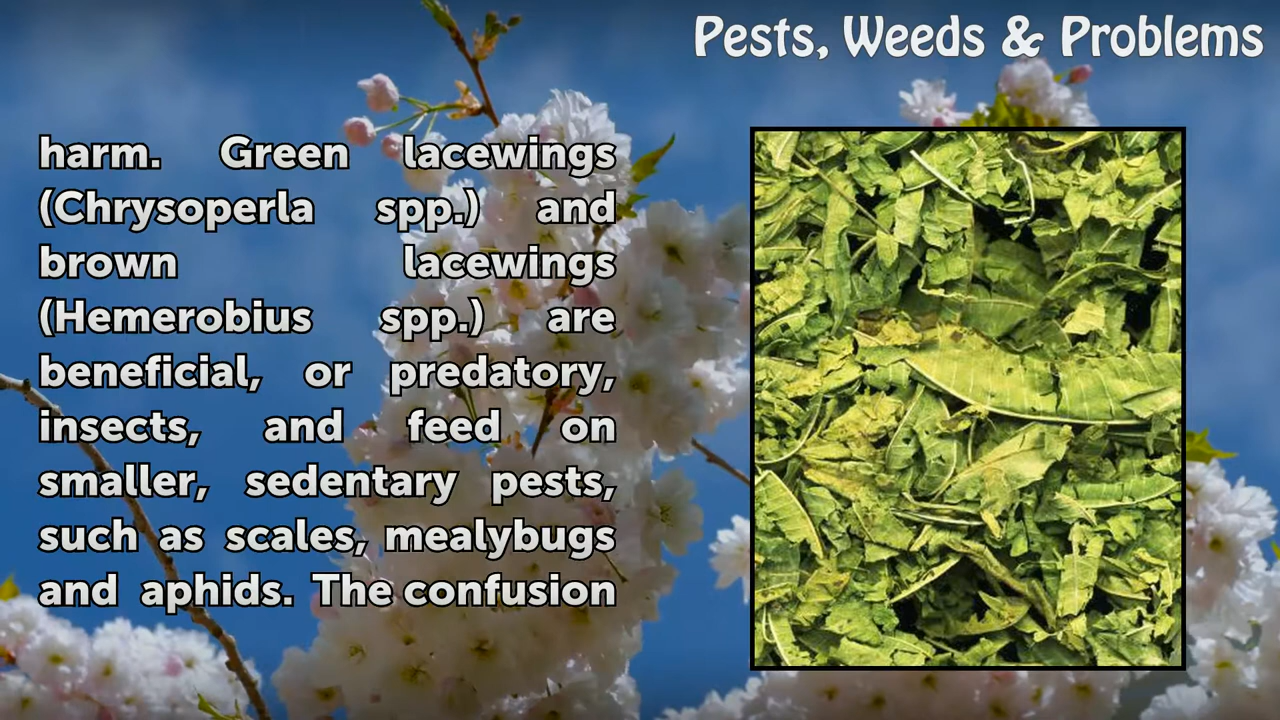 Pests, Weeds & Problems
harm. Green lacewings
(Chrysoperla spp.) and
brown lacewings
(Hemerobius spp.) are
beneficial, or predatory,
insects, and feed on
smaller, sedentary pests,
such as scales, mealybugs
and aphids. The confusion